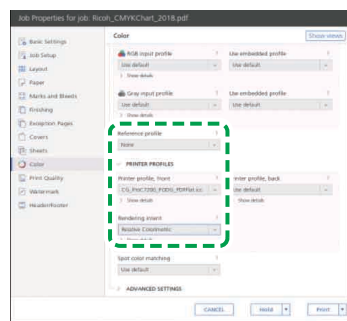 Job Properties for job: Ricoh_CMYKChart_2018.pdf
Basic Settings
Job Setup
Layout
Paper
Marks and Bleeds
Finishing
Exception Pages
Covers
Sheets
Color
Print Quality
Watermark
Header/Footer
Color
Show views
RGB input profile
Use embedded profile
Use default
Use default
Show details
Gray input profile
Use embedded profile
Use default
Use default
Show details
Reference profile
None
PRINTER PROFILES
Printer profile, front
Printer profile, back
Use default
Show details
Show details
Rendering intent
Relative Colorimetric
Spot color matching
Use default
ADVANCED SETTINGS
CANCEL
Hold
Print